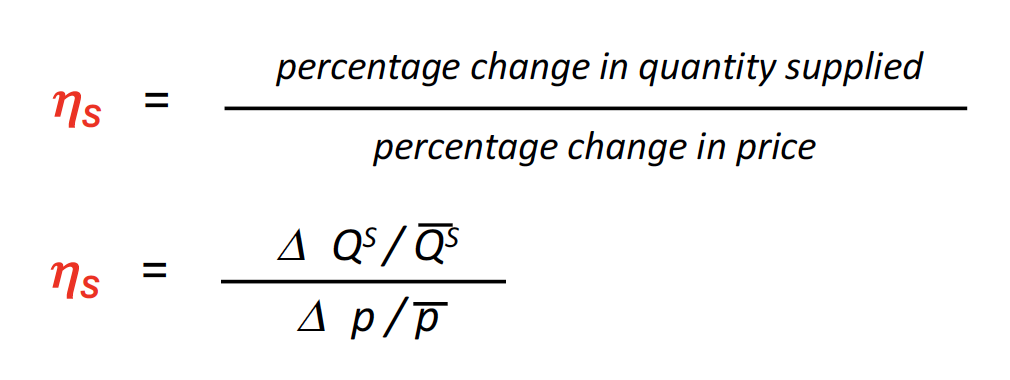 ηS = percentage change in quantity supplied
percentage change in price
ηS = Δ Qˢ / Q̅ˢ
Δ p / p̅